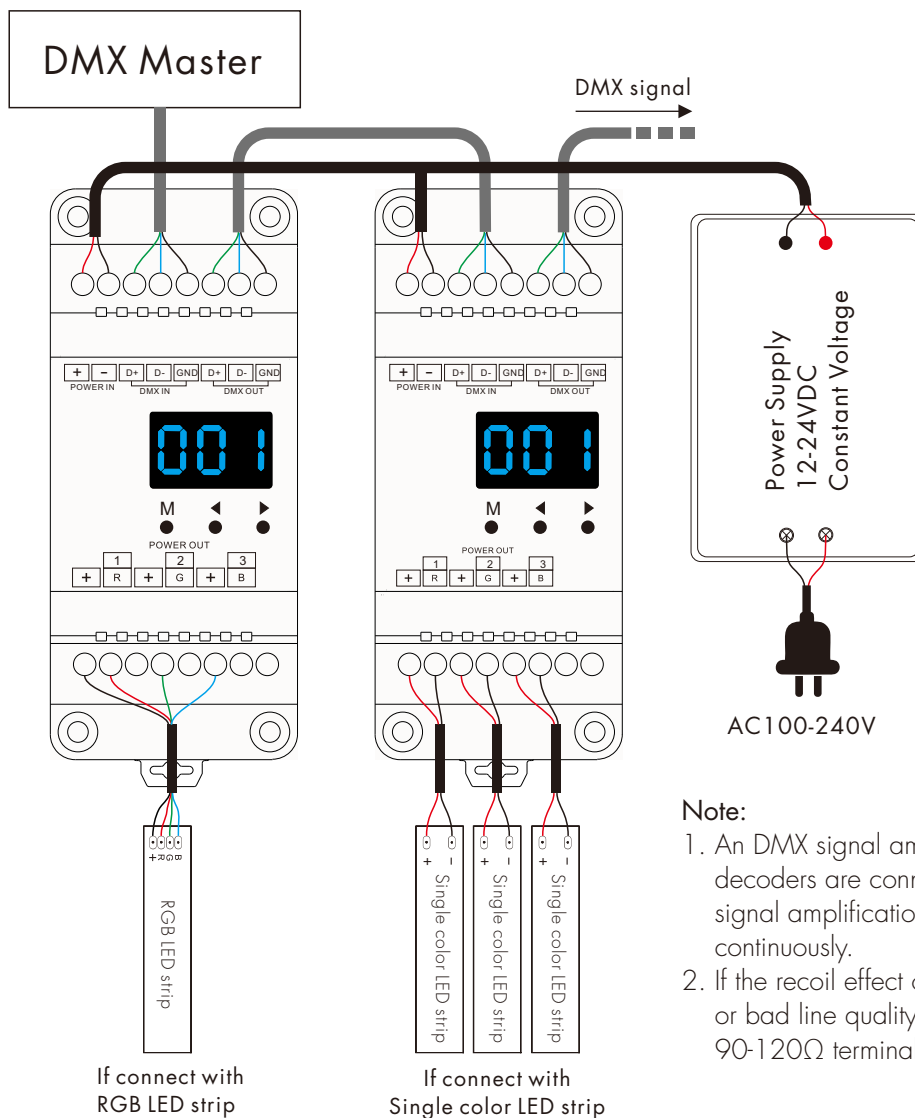 DMX Master
DMX signal
+ − D+ D- GND D+ D- GND
POWER IN DMX IN DMX OUT
001
M ◀ ▶
POWER OUT
1 2 3
+ R + G + B
+ − D+ D- GND D+ D- GND
POWER IN DMX IN DMX OUT
001
M ◀ ▶
POWER OUT
1 2 3
+ R + G + B
Power Supply
12-24VDC
Constant Voltage
AC100-240V
+ R G B
RGB LED strip
If connect with
RGB LED strip
+ −
Single color LED strip
+ −
Single color LED strip
+ −
Single color LED strip
If connect with
Single color LED strip
Note:
1. An DMX signal
decoders are
signal
continuously.
2. If the recoil effect
or bad line quality
90-120Ω